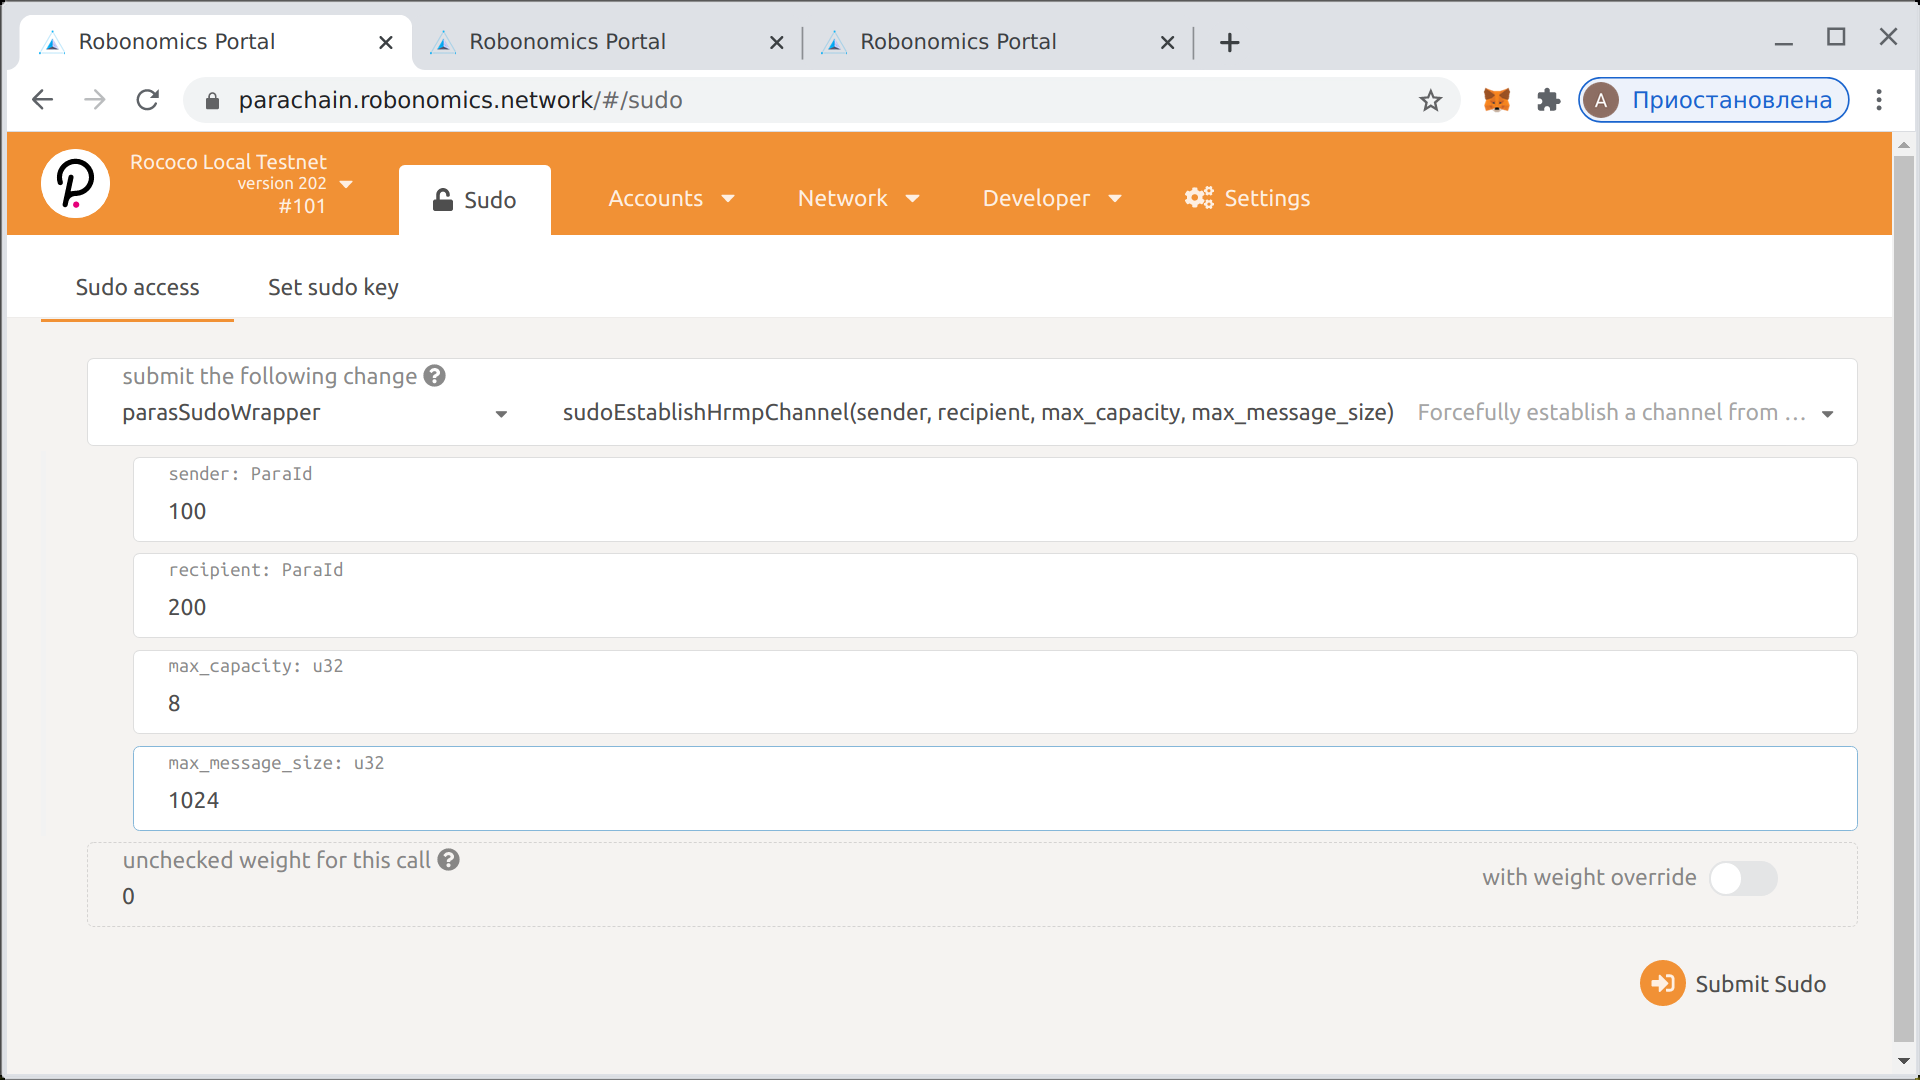 Robonomics Portal
Robonomics Portal
Robonomics Portal
parachain.robonomics.network/#/sudo
A
Приостановлена
Rococo Local Testnet
version 202
#101
Sudo
Accounts
Network
Developer
Settings
Sudo access
Set sudo key
submit the following change
parasSudoWrapper
sudoEstablishHrmpChannel(sender, recipient, max_capacity, max_message_size) Forcefully establish a channel from …
sender: ParaId
100
recipient: ParaId
200
max_capacity: u32
8
max_message_size: u32
1024
unchecked weight for this call
0
with weight override
Submit Sudo